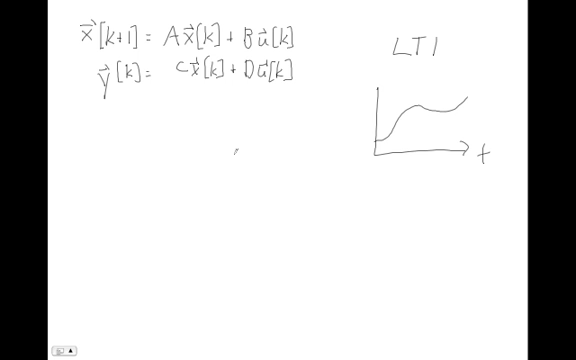 x⃗[k+1] = Ax⃗[k] + Bu⃗[k]
y⃗[k] = Cx⃗[k] + Du⃗[k]
LTI
t